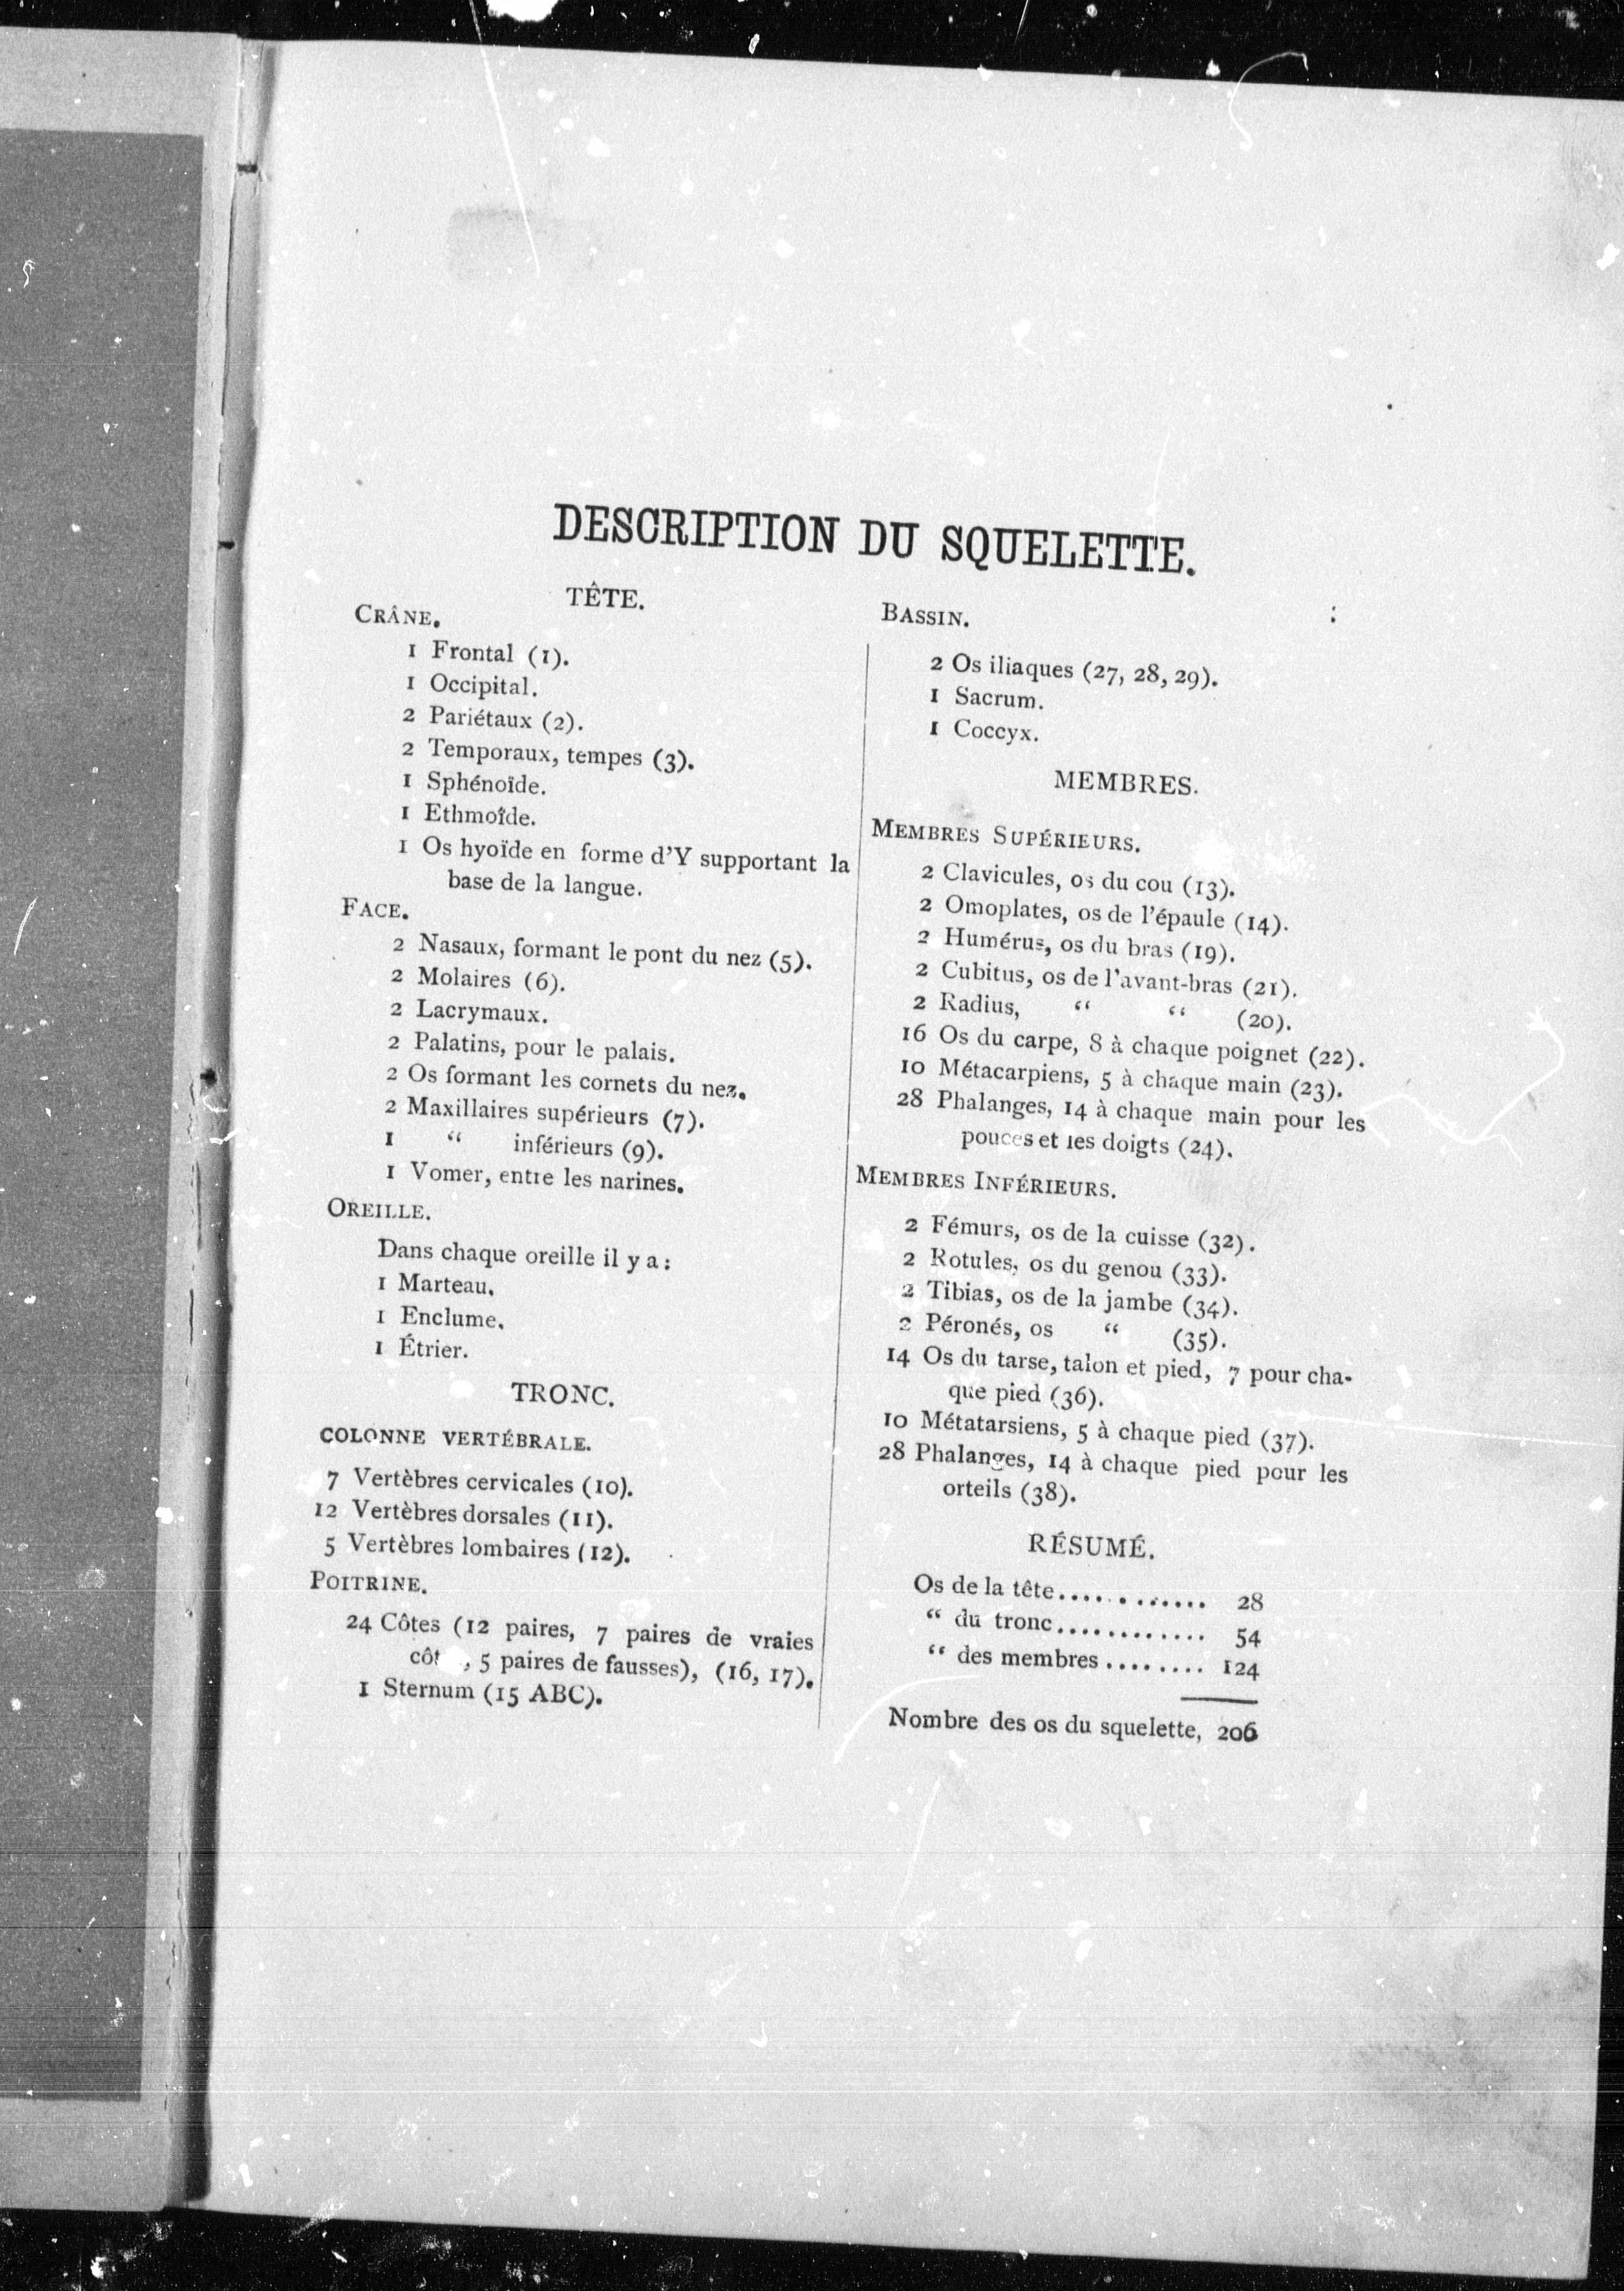 DESCRIPTION DU SQUELETTE.
TÊTE.
CRÂNE.
1 Frontal (1).
1 Occipital.
2 Pariétaux (2).
2 Temporaux, tempes (3).
1 Sphénoïde.
1 Ethmoîde.
1 Os hyoïde en forme d'Y supportant la
base de la langue.
FACE.
2 Nasaux, formant le pont du nez (5).
2 Molaires (6).
2 Lacrymaux.
2 Palatins, pour le palais.
2 Os formant les cornets du nez.
2 Maxillaires supérieurs (7).
1 “ inférieurs (9).
1 Vomer, entre les narines.
OREILLE.
Dans chaque oreille il y a :
1 Marteau.
1 Enclume.
1 Étrier.
TRONC.
COLONNE VERTÉBRALE.
7 Vertèbres cervicales (10).
12 Vertèbres dorsales (11).
5 Vertèbres lombaires (12).
POITRINE.
24 Côtes (12 paires, 7 paires de vraies
, 5 paires de fausses), (16, 17).
1 Sternum (15 ABC).
BASSIN.
2 Os iliaques (27, 28, 29).
1 Sacrum.
1 Coccyx.
MEMBRES.
MEMBRES SUPÉRIEURS.
2 Clavicules, os du cou (13).
2 Omoplates, os de l'épaule (14).
2 Humérus, os du bras (19).
2 Cubitus, os de l'avant-bras (21).
2 Radius, “ “ (20).
16 Os du carpe, 8 à chaque poignet (22).
10 Métacarpiens, 5 à chaque main (23).
28 Phalanges, 14 à chaque main pour les
pouces et les doigts (24).
MEMBRES INFÉRIEURS.
2 Fémurs, os de la cuisse (32).
2 Rotules, os du genou (33).
2 Tibias, os de la jambe (34).
2 Péronés, os “ (35).
14 Os du tarse, talon et pied, 7 pour cha-
que pied (36).
10 Métatarsiens, 5 à chaque pied (37).
28 Phalanges, 14 à chaque pied pour les
orteils (38).
RÉSUMÉ.
Os de la tête............ 28
“ du tronc............ 54
“ des membres........ 124
Nombre des os du squelette, 206